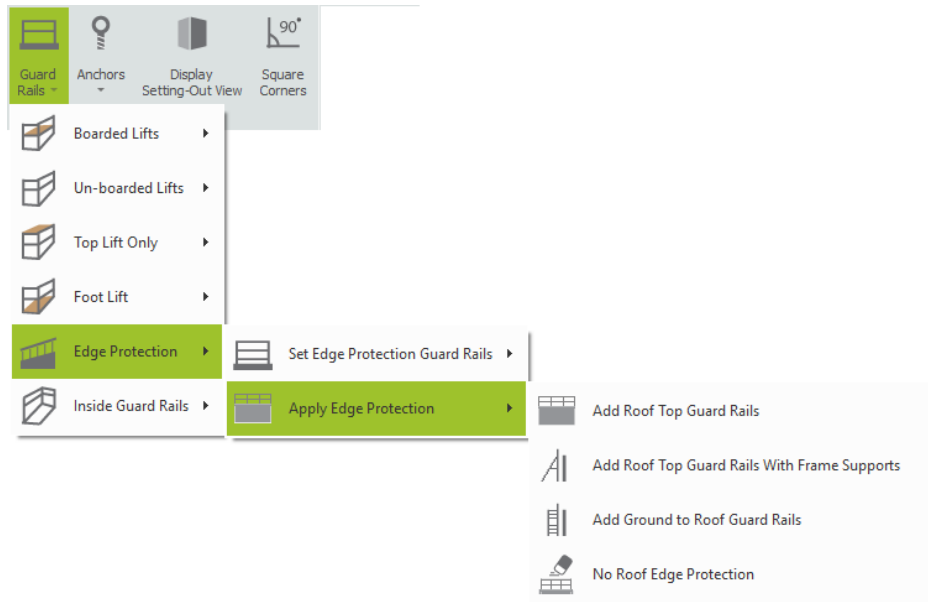 90°
Guard
Rails
Anchors
Display
Setting-Out View
Square
Corners
Boarded Lifts
Un-boarded Lifts
Top Lift Only
Foot Lift
Edge Protection
Inside Guard Rails
Set Edge Protection Guard Rails
Apply Edge Protection
Add Roof Top Guard Rails
Add Roof Top Guard Rails With Frame Supports
Add Ground to Roof Guard Rails
No Roof Edge Protection